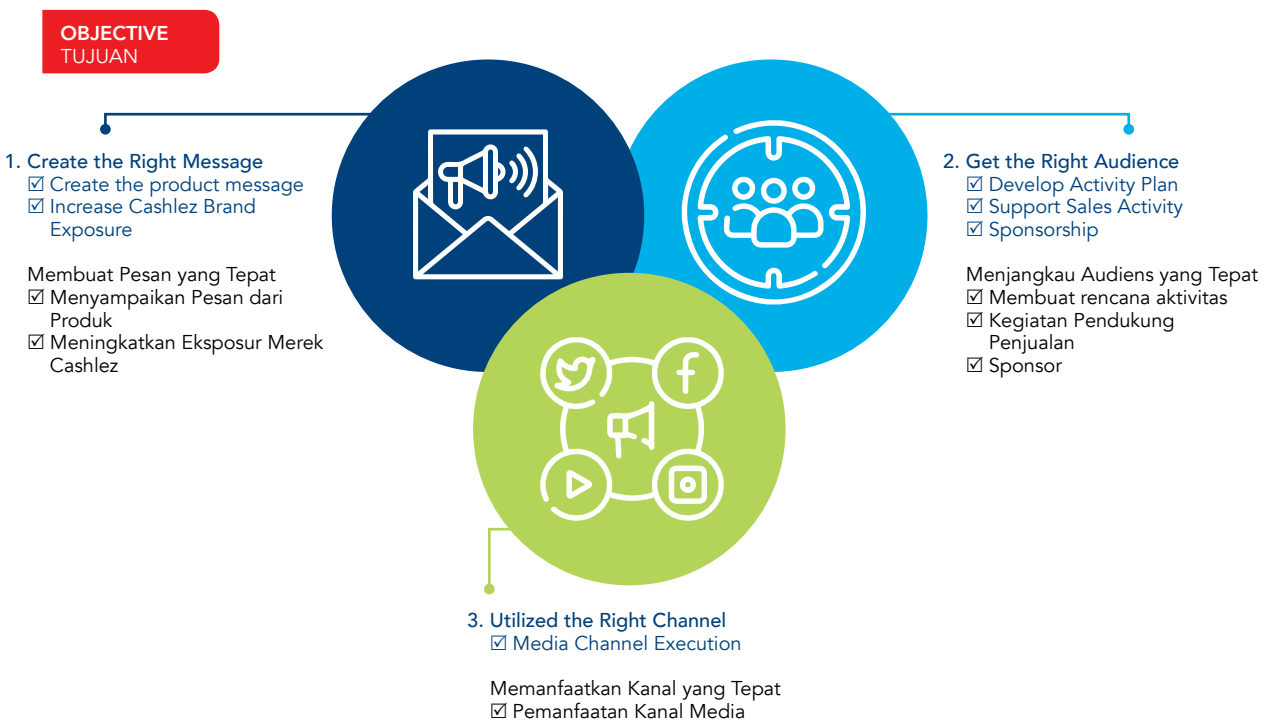 OBJECTIVE
TUJUAN
1. Create the Right Message
☑ Create the product message
☑ Increase Cashlez Brand
Exposure
Membuat Pesan yang Tepat
☑ Menyampaikan Pesan dari
Produk
☑ Meningkatkan Eksposur Merek
Cashlez
2. Get the Right Audience
☑ Develop Activity Plan
☑ Support Sales Activity
☑ Sponsorship
Menjangkau Audiens yang Tepat
☑ Membuat rencana aktivitas
☑ Kegiatan Pendukung
Penjualan
☑ Sponsor
3. Utilized the Right Channel
☑ Media Channel Execution
Memanfaatkan Kanal yang Tepat
☑ Pemanfaatan Kanal Media